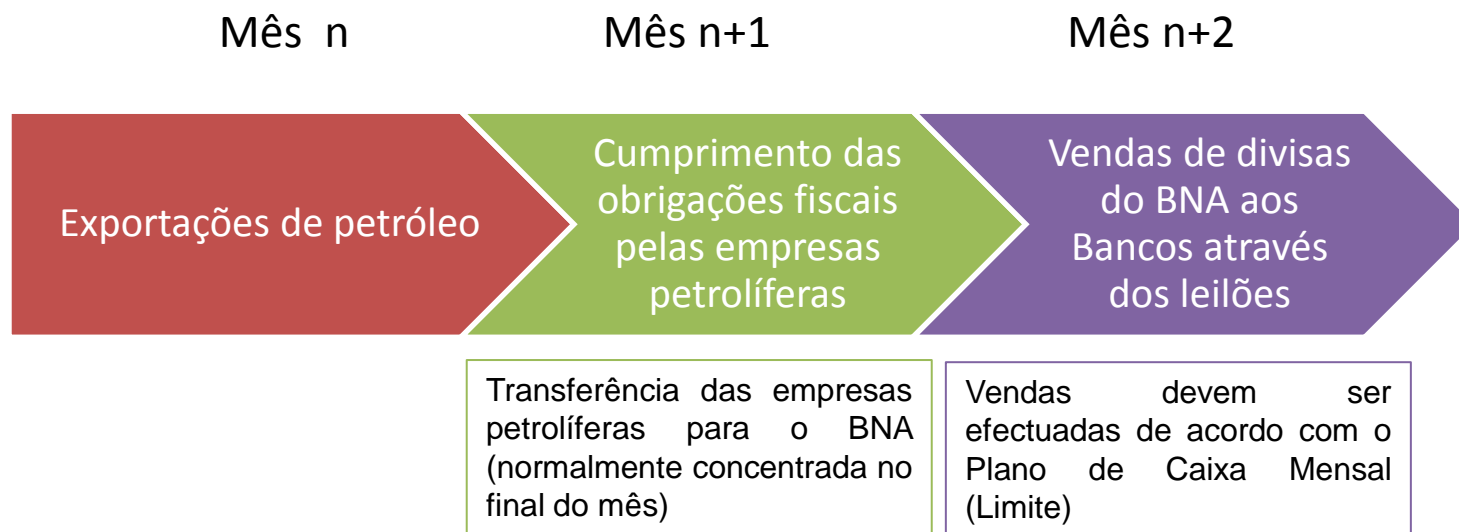 Mês n
Mês n+1
Mês n+2
Exportações de petróleo
Cumprimento das
obrigações fiscais
pelas empresas
petrolíferas
Vendas de divisas
do BNA aos
Bancos através
dos leilões
Transferência das empresas
petrolíferas para o BNA
(normalmente concentrada no
final do mês)
Vendas devem ser
efectuadas de acordo com o
Plano de Caixa Mensal
(Limite)